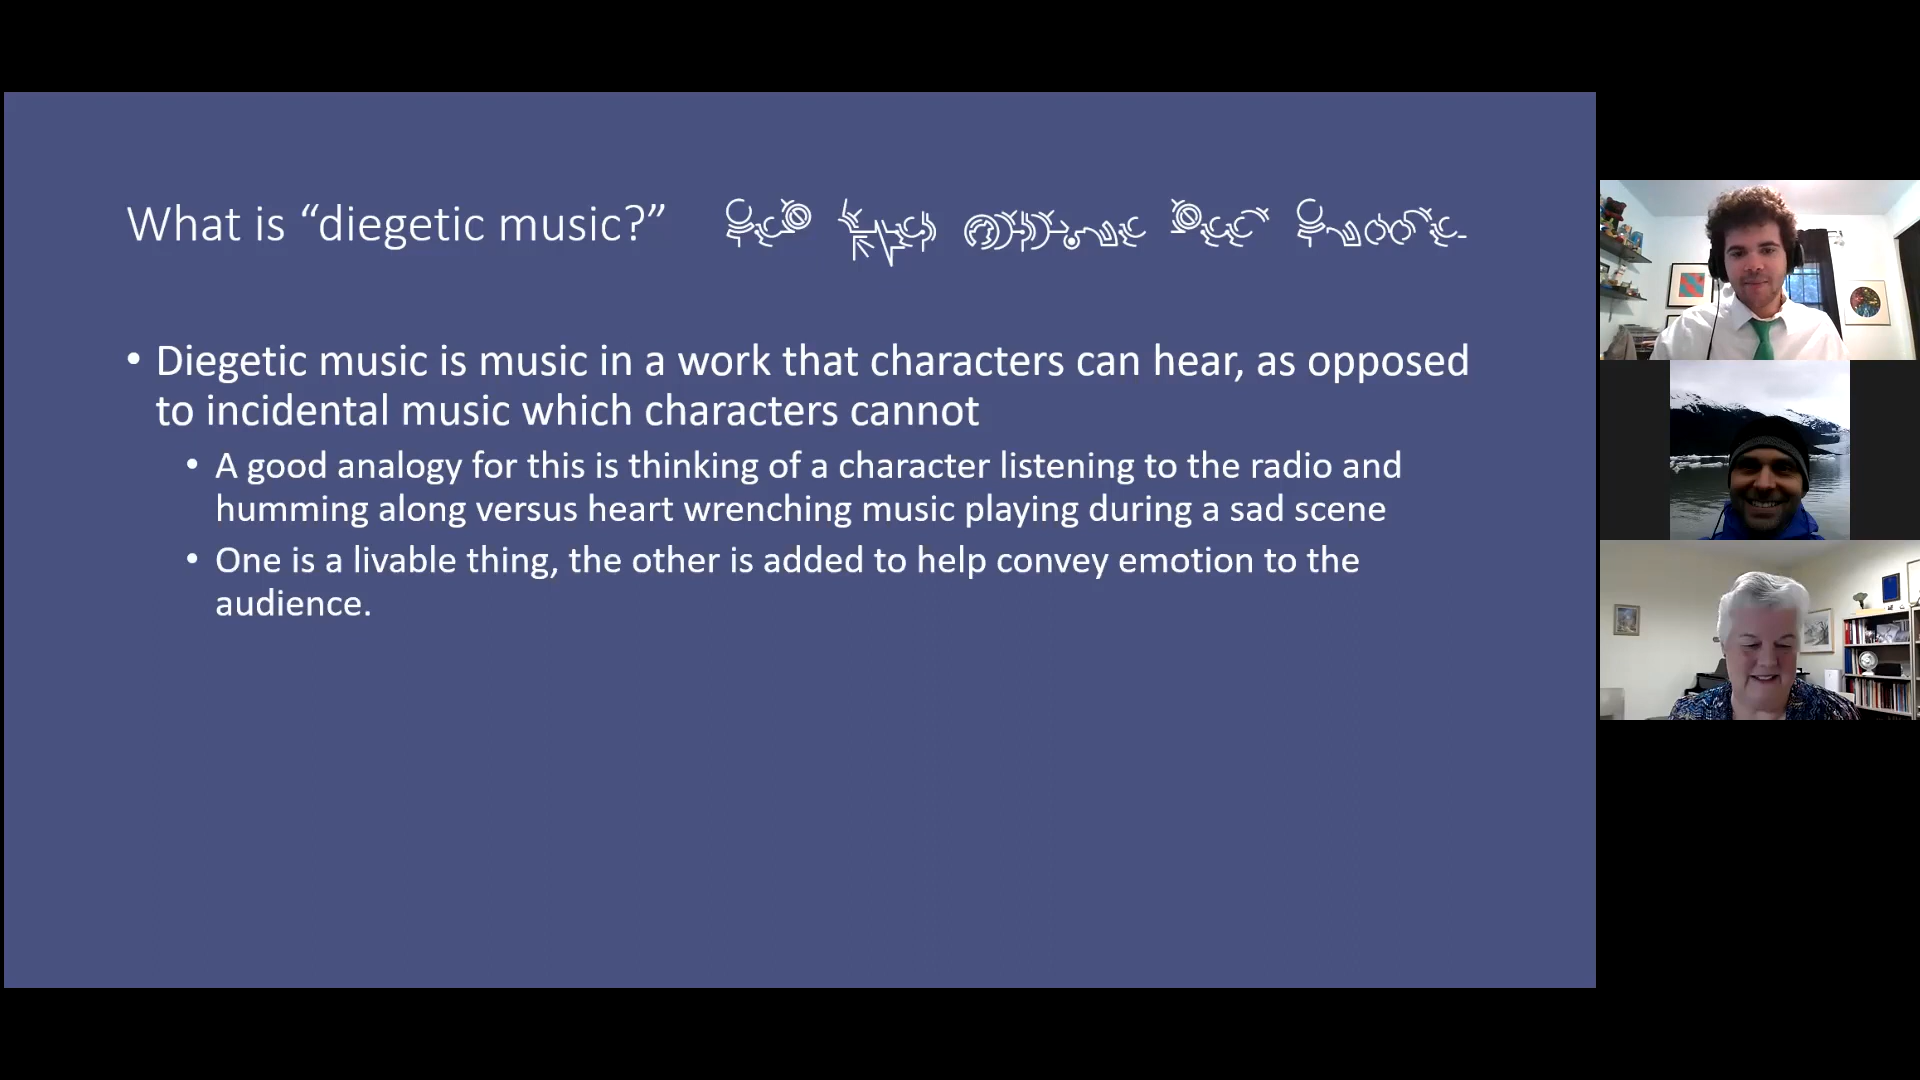 What is “diegetic music?”
• Diegetic music is music in a work that characters can hear, as opposed
to incidental music which characters cannot
• A good analogy for this is thinking of a character listening to the radio and
humming along versus heart wrenching music playing during a sad scene
• One is a livable thing, the other is added to help convey emotion to the
audience.